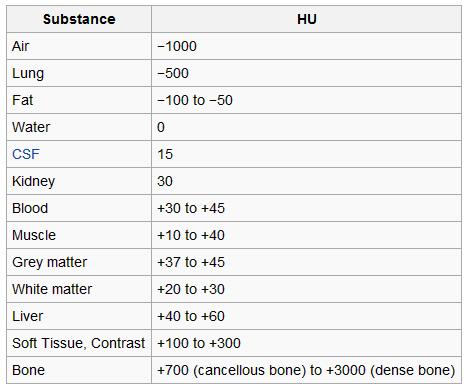 Substance HU
Air −1000
Lung −500
Fat −100 to −50
Water 0
CSF 15
Kidney 30
Blood +30 to +45
Muscle +10 to +40
Grey matter +37 to +45
White matter +20 to +30
Liver +40 to +60
Soft Tissue, Contrast +100 to +300
Bone +700 (cancellous bone) to +3000 (dense bone)